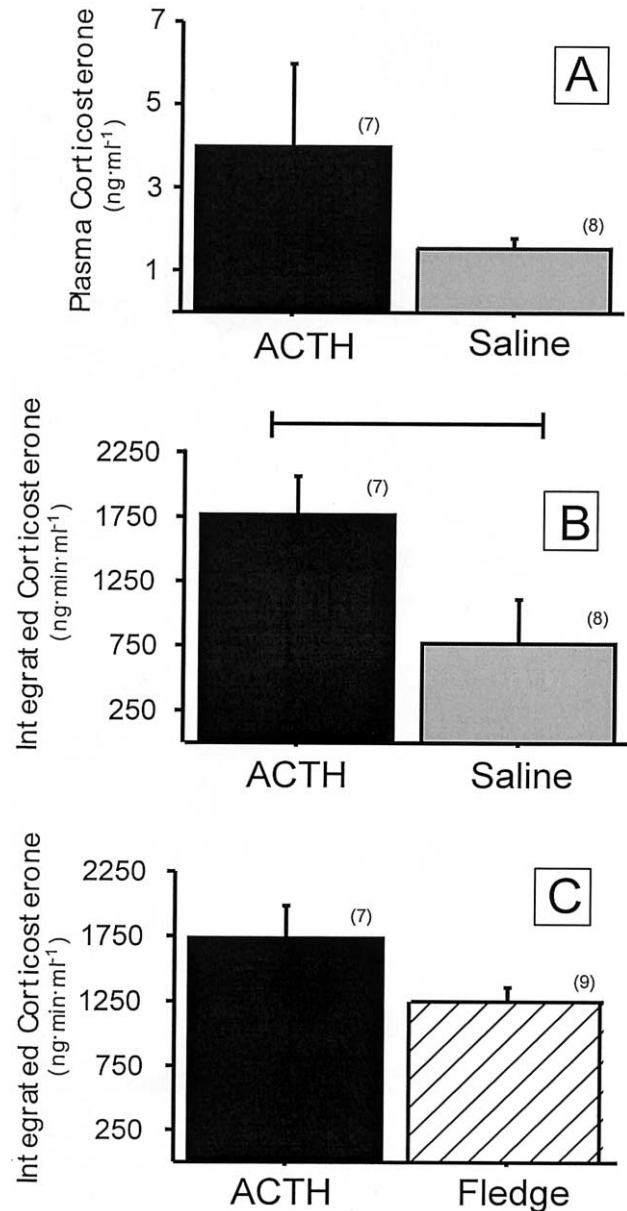 Plasma Corticosterone
(ng·ml-1)
7
5
3
1
A
(7)
(8)
ACTH
Saline
Integrated Corticosterone
(ng·min·ml-1)
2250
1750
1250
750
250
B
(7)
(8)
ACTH
Saline
Integrated Corticosterone
(ng·min·ml-1)
2250
1750
1250
750
250
C
(7)
(9)
ACTH
Fledge